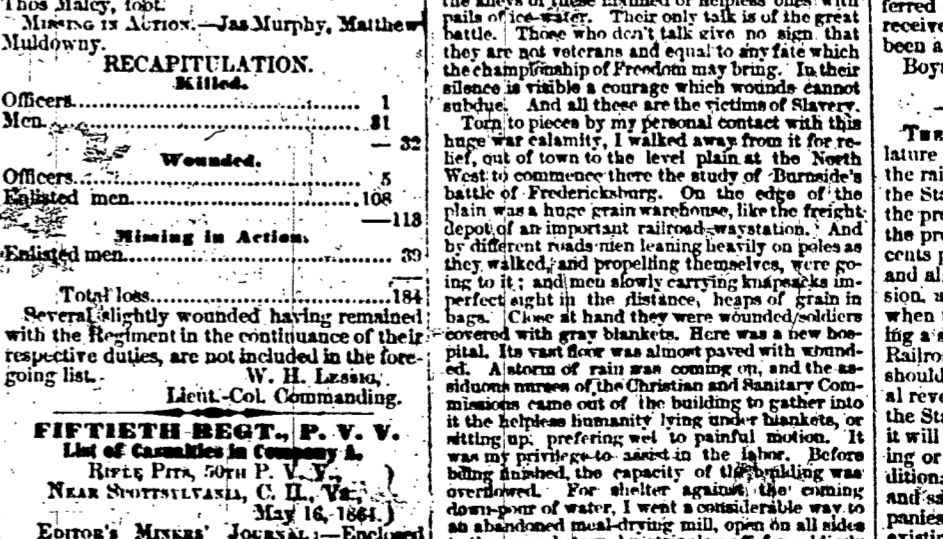 Thos Maley, fobt.
MISSING IN ACTION.—Jas Murphy, Matthew
Muldowny.
RECAPITULATION.
Killed.
Officers.......... 1
Men.......... 31
— 32
Wounded.
Officers.......... 5
Enlisted men..........108
—113
Missing in Action.
Enlisted men.......... 39
—
Total loss..........184
Several slightly wounded having remained
with the Regiment in the continuance of their
respective duties, are not included in the fore-
going list. W. H. LESSIG,
Lieut.-Col. Commanding.
FIFTIETH REGT., P. V. V.
List of Casualties in Company A.
RIFLE PITS, 50TH P. V. V., )
NEAR SPOTTSYLVANIA, C. H., Va., }
May 16, 1864. )
EDITOR'S MINERS' JOURNAL:—Enclosed
pails of ice-water. Their only talk is of the great
battle. Those who don't talk give no sign that
they are not veterans and equal to any fate which
the championship of Freedom may bring. In their
silence is visible a courage which wounds cannot
subdue. And all these are the victims of Slavery.
Torn to pieces by my personal contact with this
huge war calamity, I walked away from it for re-
lief, out of town to the level plain at the North
West to commence there the study of Burnside's
battle of Fredericksburg. On the edge of the
plain was a huge grain warehouse, like the freight
depot of an important railroad waystation. And
by different roads men leaning heavily on poles as
they walked, and propelling themselves, were go-
ing to it; and men slowly carrying knapsacks im-
perfect sight in the distance, heaps of grain in
bags. Close at hand they were wounded soldiers
covered with gray blankets. Here was a new hos-
pital. Its vast floor was almost paved with wound-
ed. A storm of rain was coming on, and the as-
siduous nurses of the Christian and Sanitary Com-
missions came out of the building to gather into
it the helpless humanity lying under blankets, or
sitting up, prefering wet to painful motion. It
was my privilege to assist in the labor. Before
being finished, the capacity of the building was
overflowed. For shelter against the coming
down-pour of water, I went a considerable way to
an abandoned meal-drying mill, open on all sides
ferred
receive
been a
Boy
lature
the rai
the Sta
the pr
the pr
cents p
and al
sion,
when
ing a s
Railro
should
al reve
the Sta
it will
ing or
ditiona
and s
panies
existin